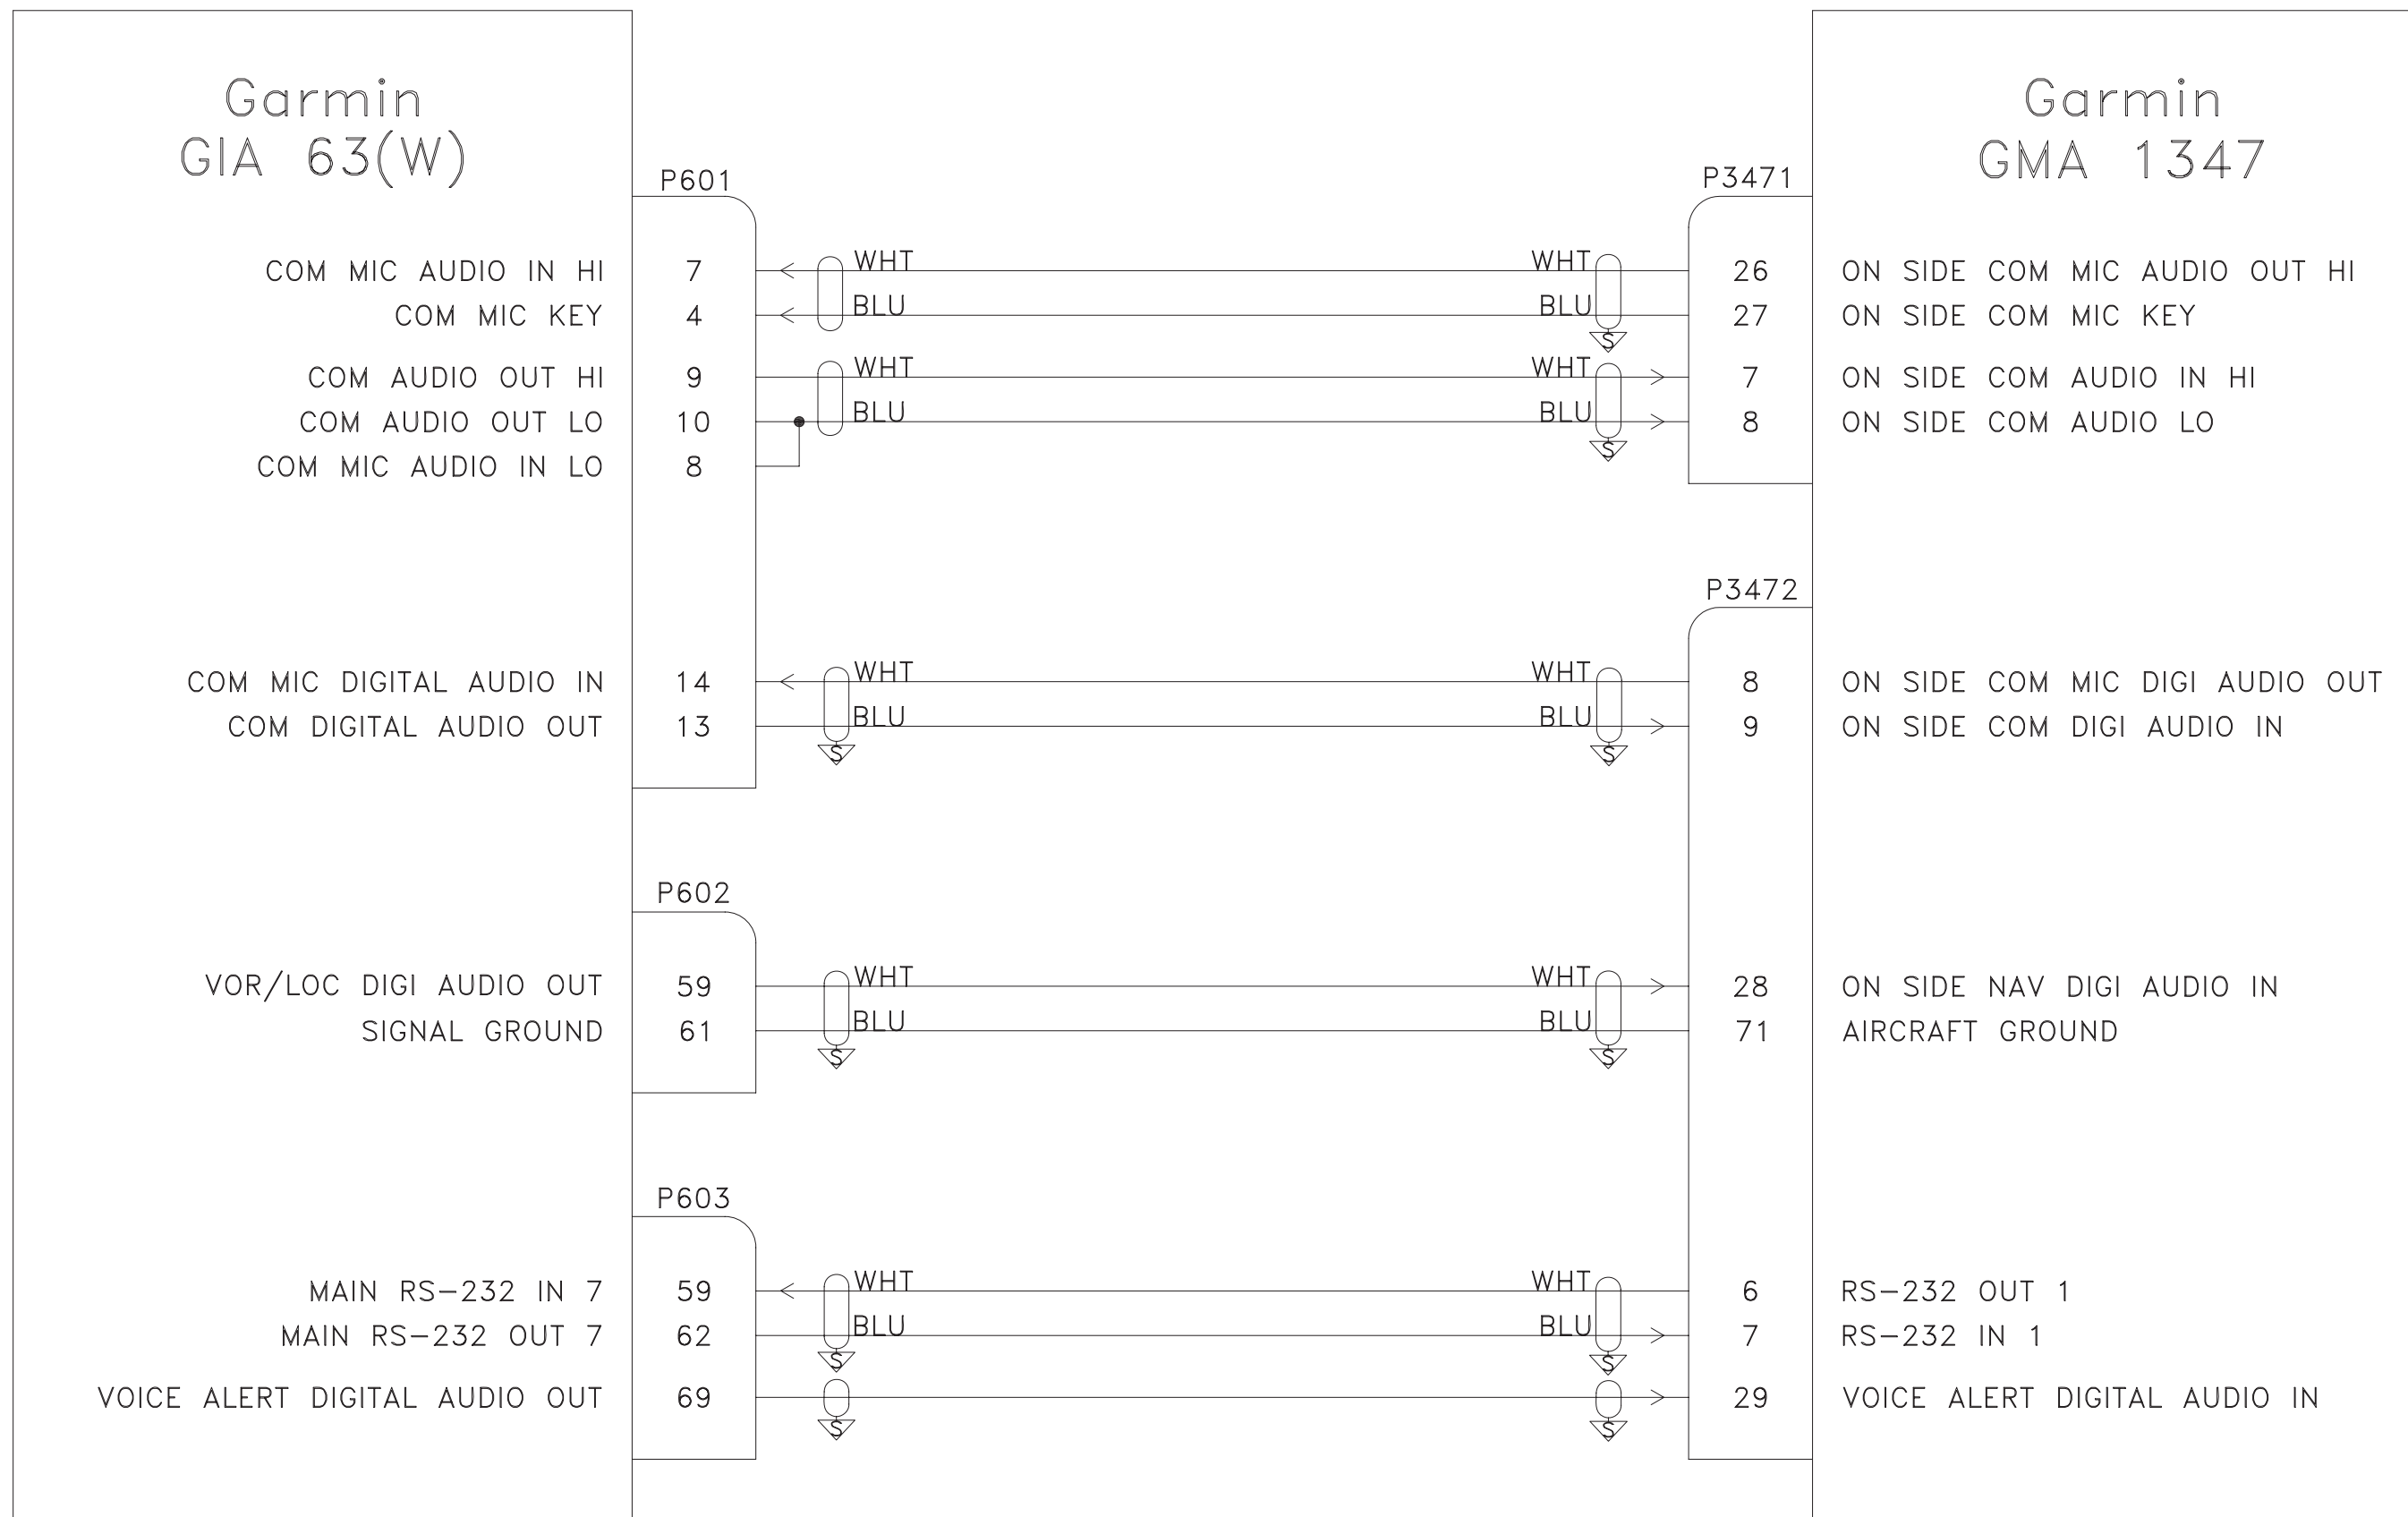 Garmin
GIA 63(W)
Garmin
GMA 1347
P601
P3471
COM MIC AUDIO IN HI 7 WHT WHT 26 ON SIDE COM MIC AUDIO OUT HI
COM MIC KEY 4 BLU BLU 27 ON SIDE COM MIC KEY
S
COM AUDIO OUT HI 9 WHT WHT 7 ON SIDE COM AUDIO IN HI
COM AUDIO OUT LO 10 BLU BLU 8 ON SIDE COM AUDIO LO
S
COM MIC AUDIO IN LO 8
P3472
COM MIC DIGITAL AUDIO IN 14 WHT WHT 8 ON SIDE COM MIC DIGI AUDIO OUT
COM DIGITAL AUDIO OUT 13 BLU BLU 9 ON SIDE COM DIGI AUDIO IN
S S
P602
VOR/LOC DIGI AUDIO OUT 59 WHT WHT 28 ON SIDE NAV DIGI AUDIO IN
SIGNAL GROUND 61 BLU BLU 71 AIRCRAFT GROUND
S S
P603
MAIN RS-232 IN 7 59 WHT WHT 6 RS-232 OUT 1
MAIN RS-232 OUT 7 62 BLU BLU 7 RS-232 IN 1
S S
VOICE ALERT DIGITAL AUDIO OUT 69 29 VOICE ALERT DIGITAL AUDIO IN
S S